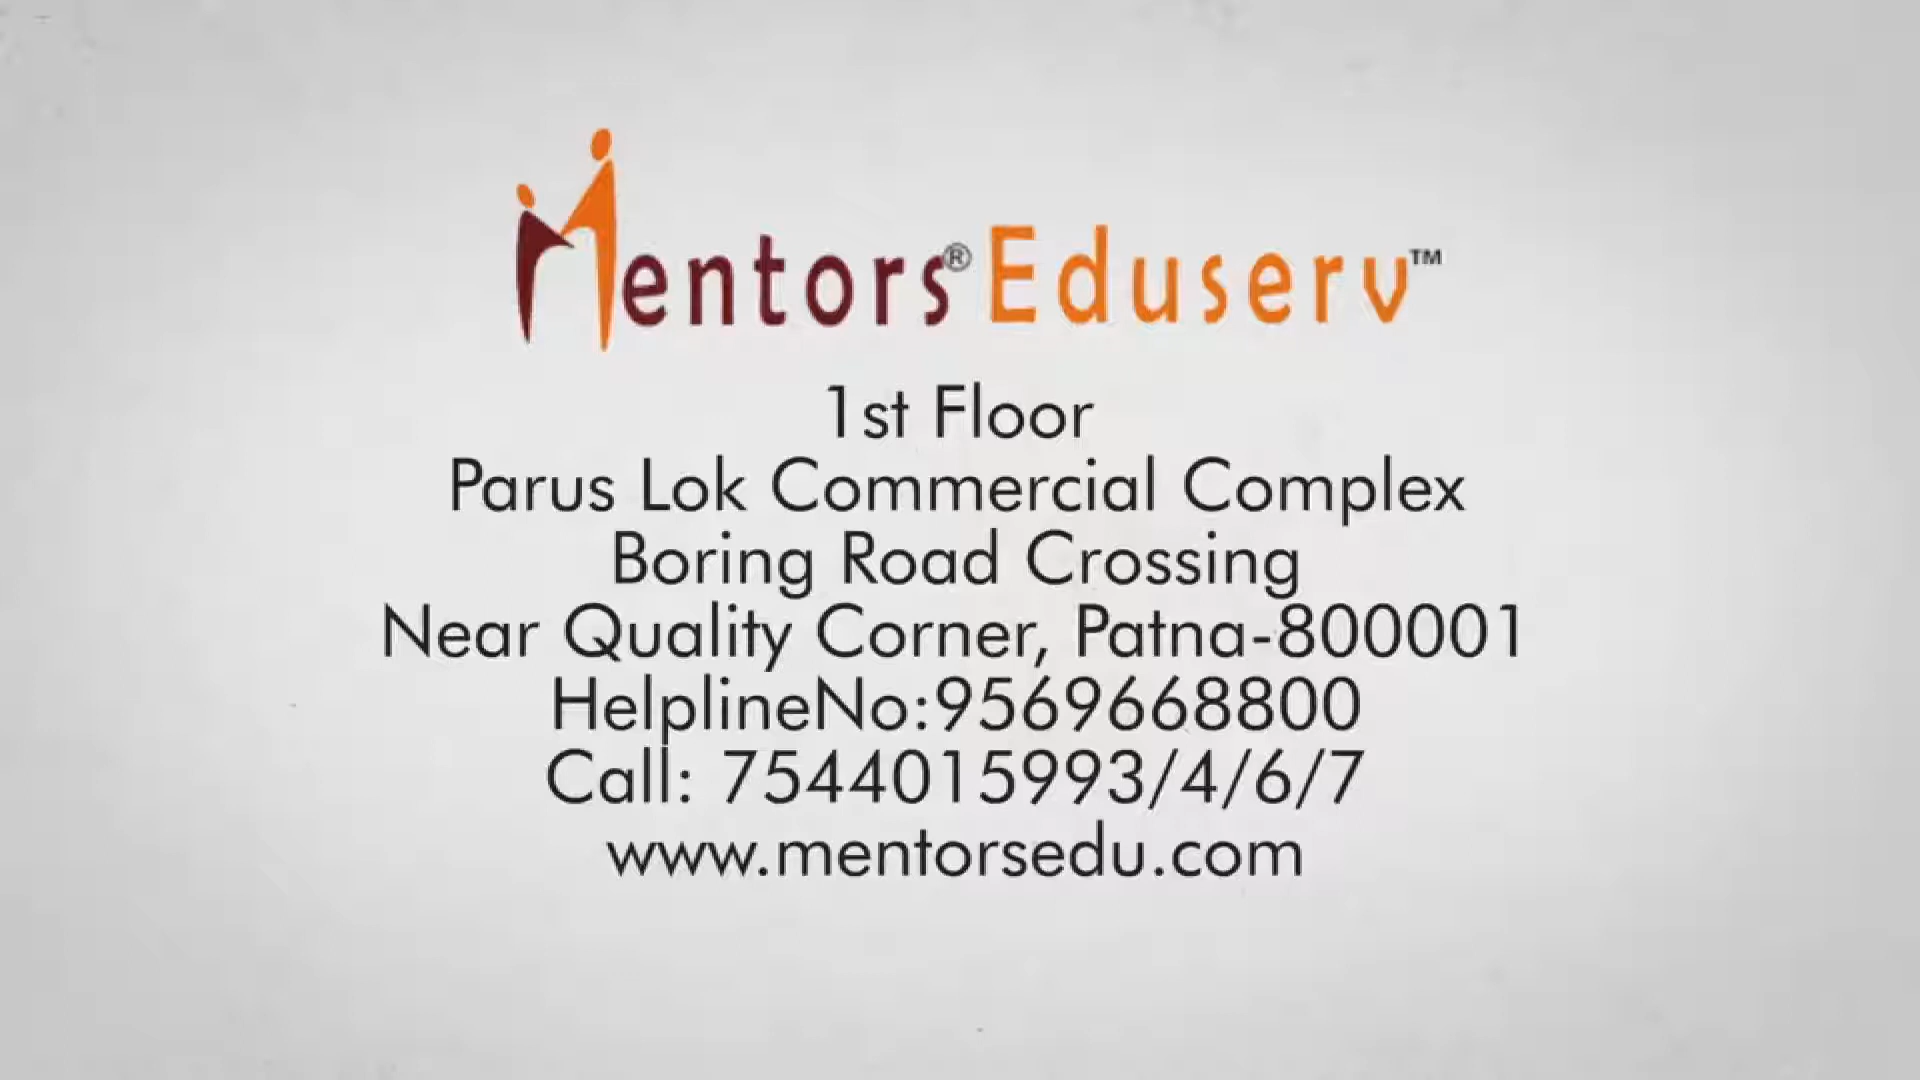 Mentors® Eduserv™
1st Floor
Parus Lok Commercial Complex
Boring Road Crossing
Near Quality Corner, Patna-800001
HelplineNo:9569668800
Call: 7544015993/4/6/7
www.mentorsedu.com